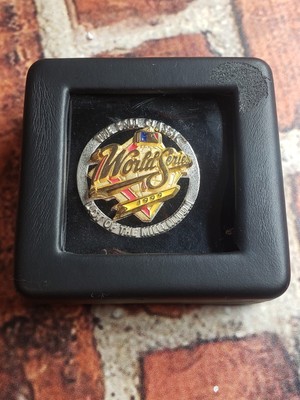 THE FALL CLASSIC
World Series
1999
LAST OF THE MILLENNIUM